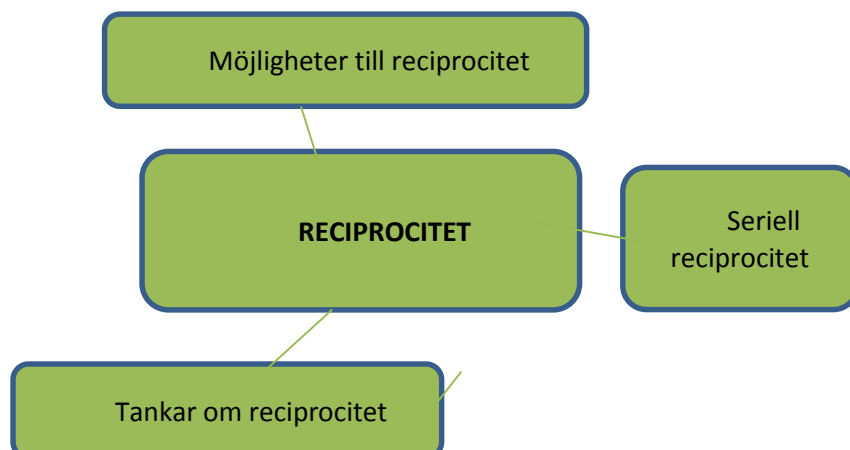 Möjligheter till reciprocitet
RECIPROCITET
Seriell
reciprocitet
Tankar om reciprocitet